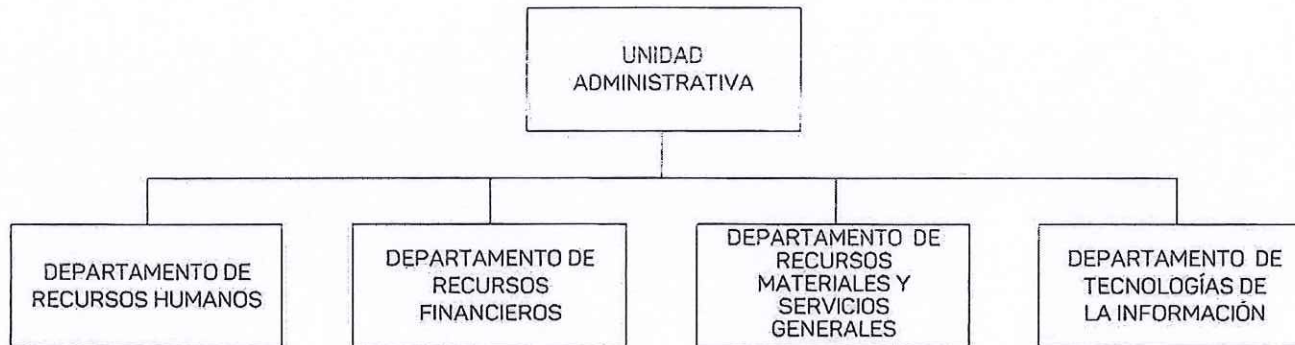 UNIDAD
ADMINISTRATIVA
DEPARTAMENTO DE
RECURSOS HUMANOS
DEPARTAMENTO DE
RECURSOS
FINANCIEROS
DEPARTAMENTO DE
RECURSOS
MATERIALES Y
SERVICIOS
GENERALES
DEPARTAMENTO DE
TECNOLOGÍAS DE
LA INFORMACIÓN